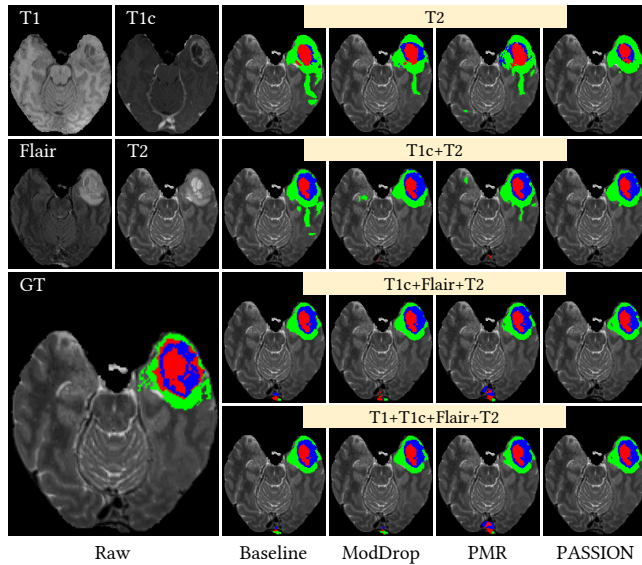 T1
T1c
T2
Flair
T2
T1c+T2
GT
T1c+Flair+T2
T1+T1c+Flair+T2
Raw
Baseline
ModDrop
PMR
PASSION